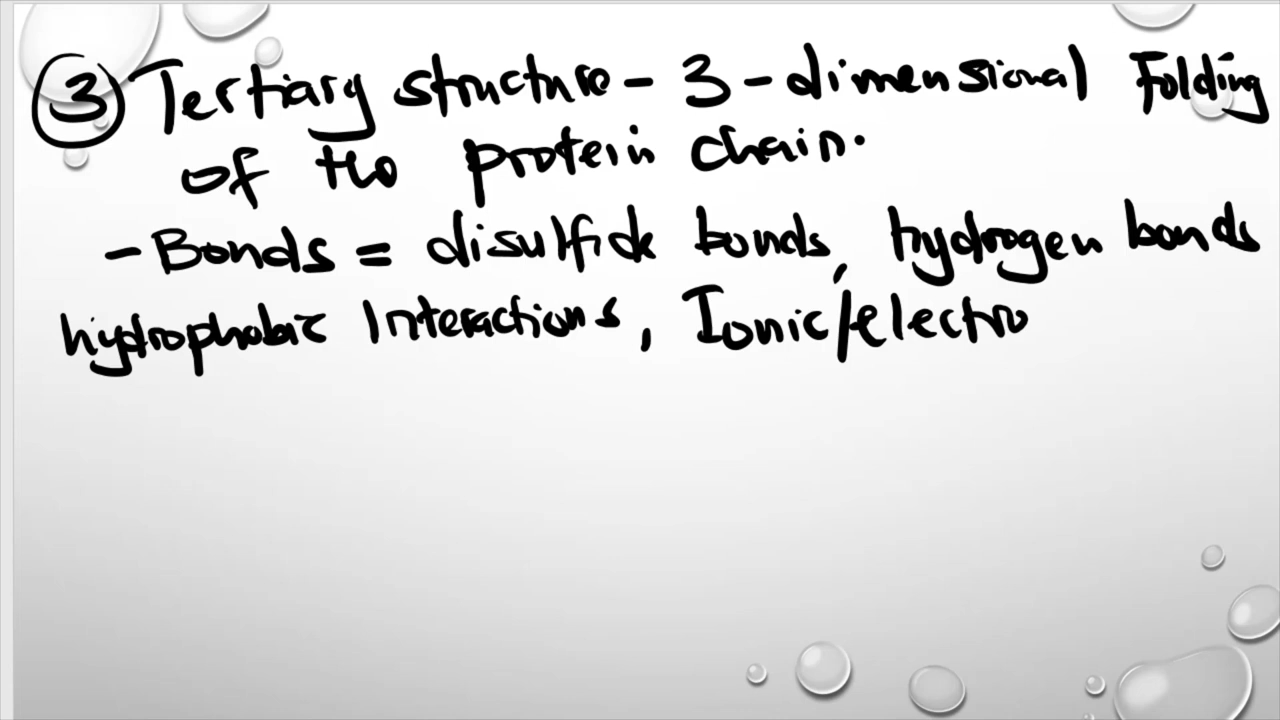 ③ Tertiary structure - 3-dimensional Folding
of the protein chain.
- Bonds = disulfide bonds, hydrogen bonds
hydrophobic Interactions, Ionic/electro